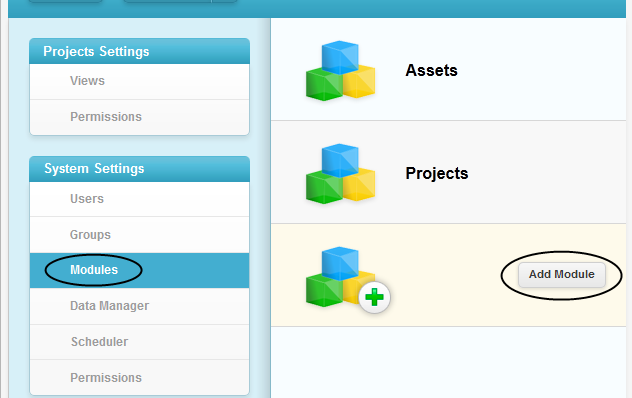 Projects Settings
Views
Permissions
System Settings
Users
Groups
Modules
Data Manager
Scheduler
Permissions
Assets
Projects
Add Module